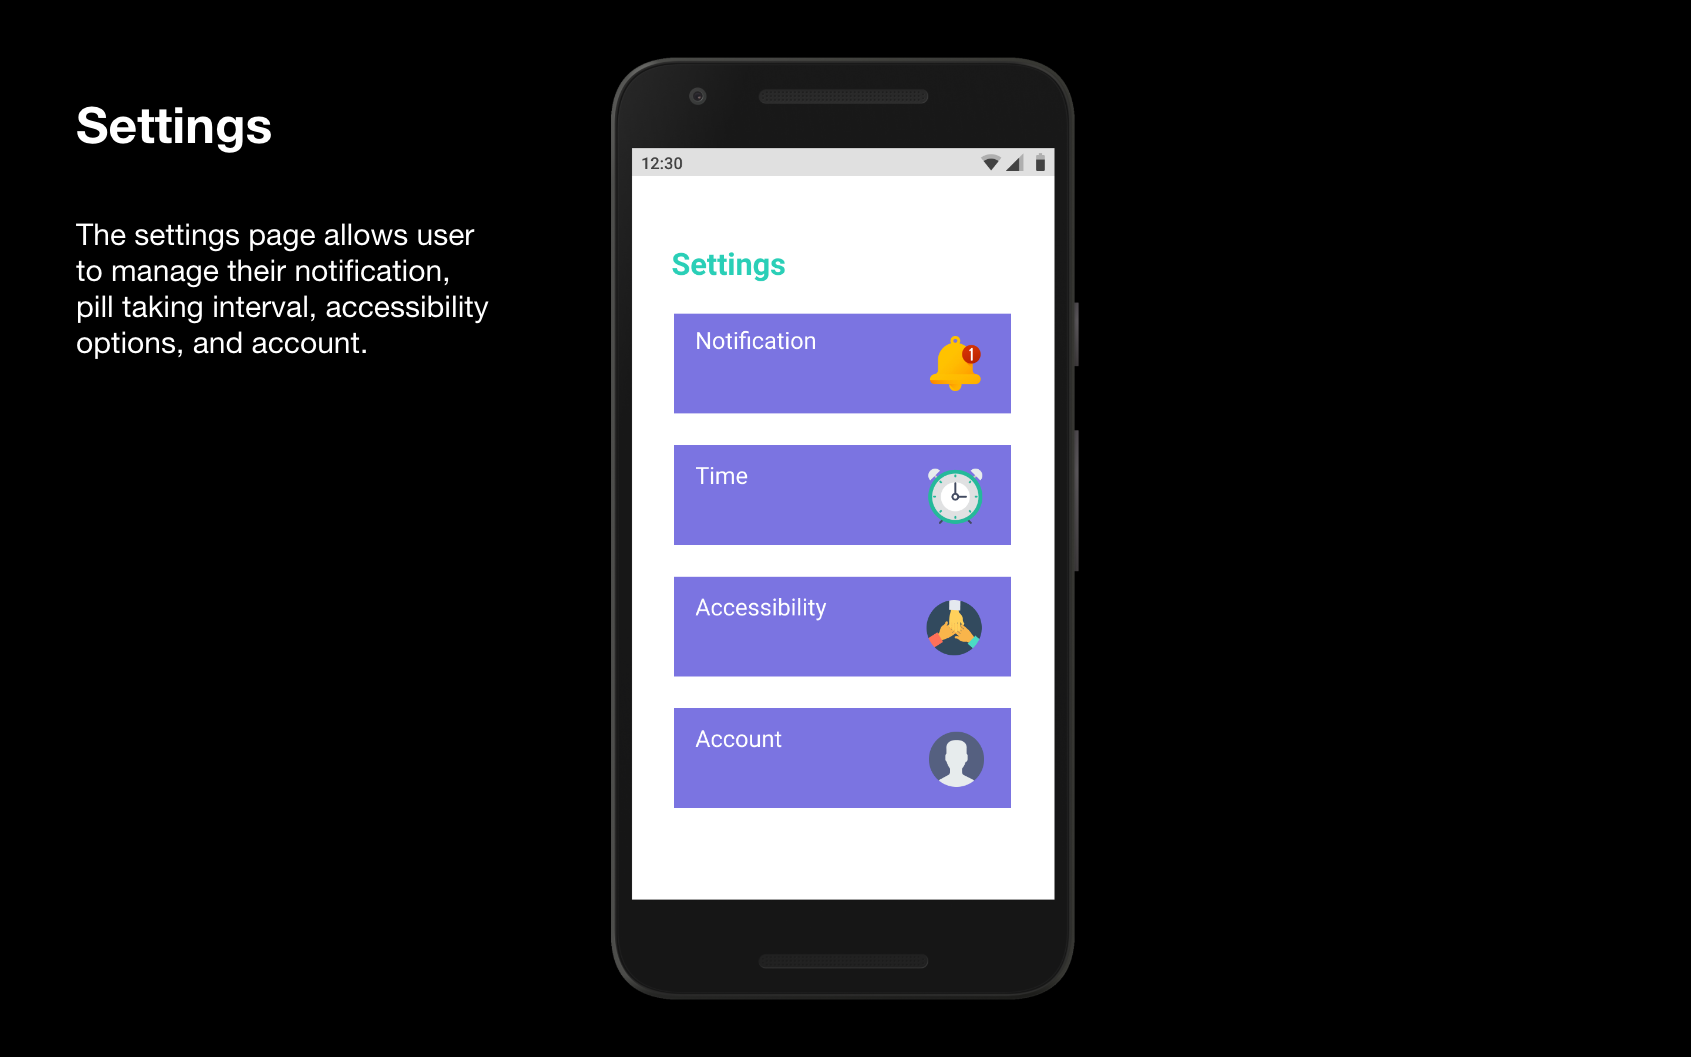 Settings
The settings page allows user
to manage their notification,
pill taking interval, accessibility
options, and account.
12:30
Settings
Notification
1
Time
Accessibility
Account